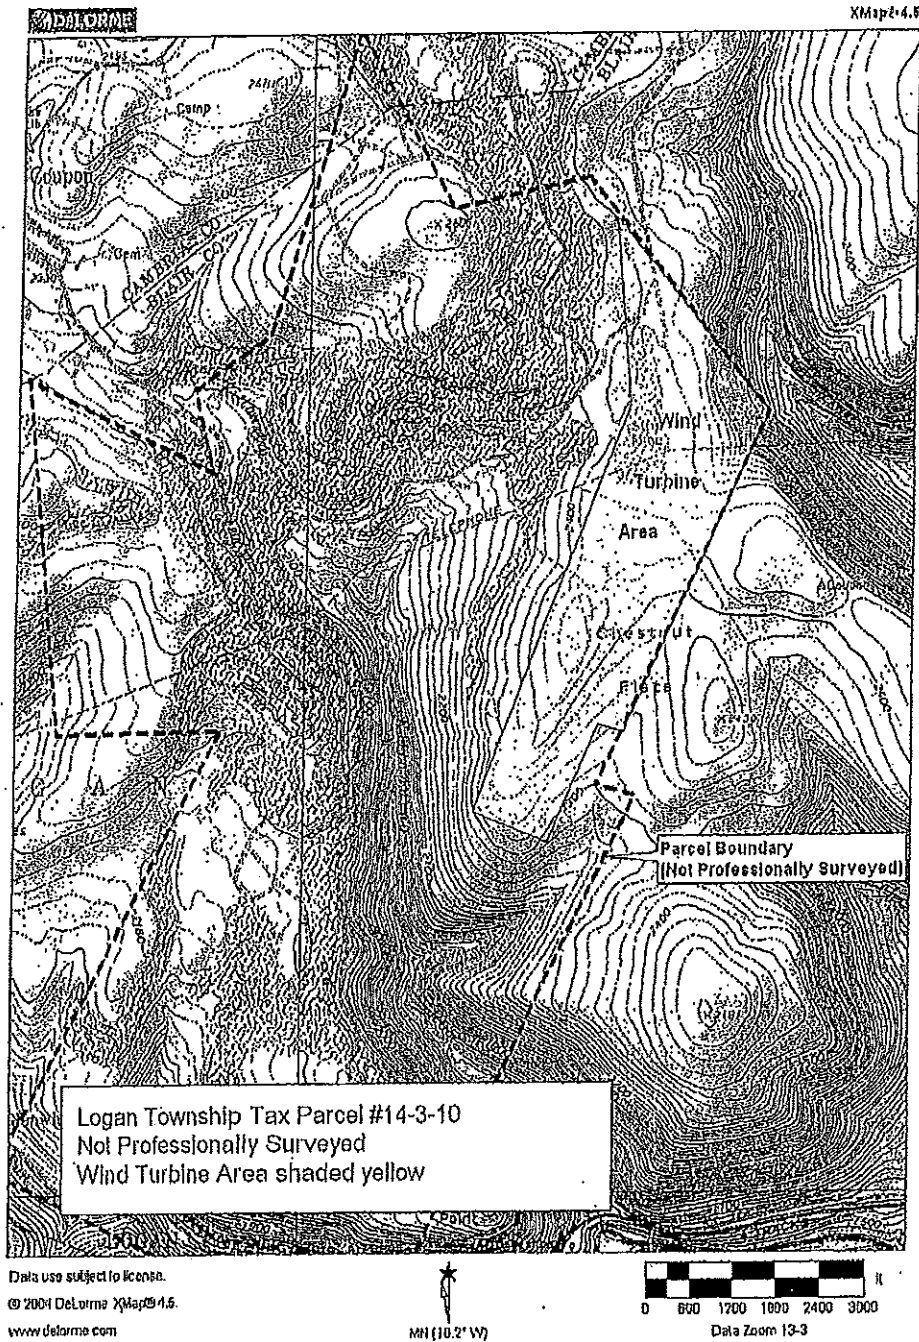 DELORME
XMap® 4.5
Camp
Coupon
Cem
CAMBRIA CO
BLAIR CO
BLAIR
Wind
Turbine
Area
Chestnut
Flats
Parcel Boundary
(Not Professionally Surveyed)
G A N
Logan Township Tax Parcel #14-3-10
Not Professionally Surveyed
Wind Turbine Area shaded yellow
Point
Data use subject to license.
© 2004 DeLorme XMap® 4.5.
www.delorme.com
MN (10.2° W)
ft
0 600 1200 1800 2400 3000
Data Zoom 13-3